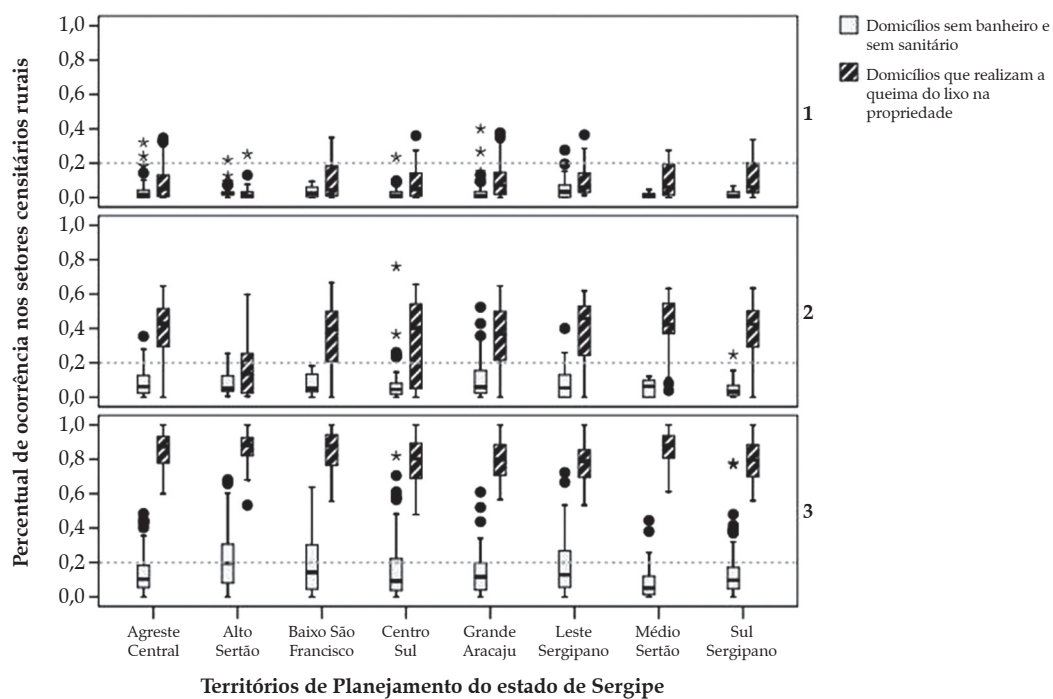 Percentual de ocorrência nos setores censitários rurais
1,0
0,8
0,6
0,4
0,2
0,0
1
1,0
0,8
0,6
0,4
0,2
0,0
2
1,0
0,8
0,6
0,4
0,2
0,0
3
Agreste
Central
Alto
Sertão
Baixo São
Francisco
Centro
Sul
Grande
Aracaju
Leste
Sergipano
Médio
Sertão
Sul
Sergipano
Territórios de Planejamento do estado de Sergipe
Domicílios sem banheiro e
sem sanitário
Domicílios que realizam a
queima do lixo na
propriedade